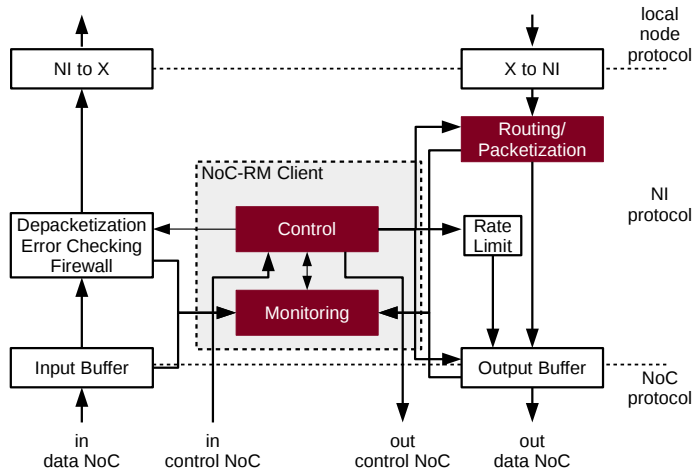 local
node
protocol
NI to X
X to NI
Routing/
Packetization
NoC-RM Client
NI
protocol
Depacketization
Error Checking
Firewall
Control
Rate
Limit
Monitoring
Input Buffer
Output Buffer
NoC
protocol
in
data NoC
in
control NoC
out
control NoC
out
data NoC